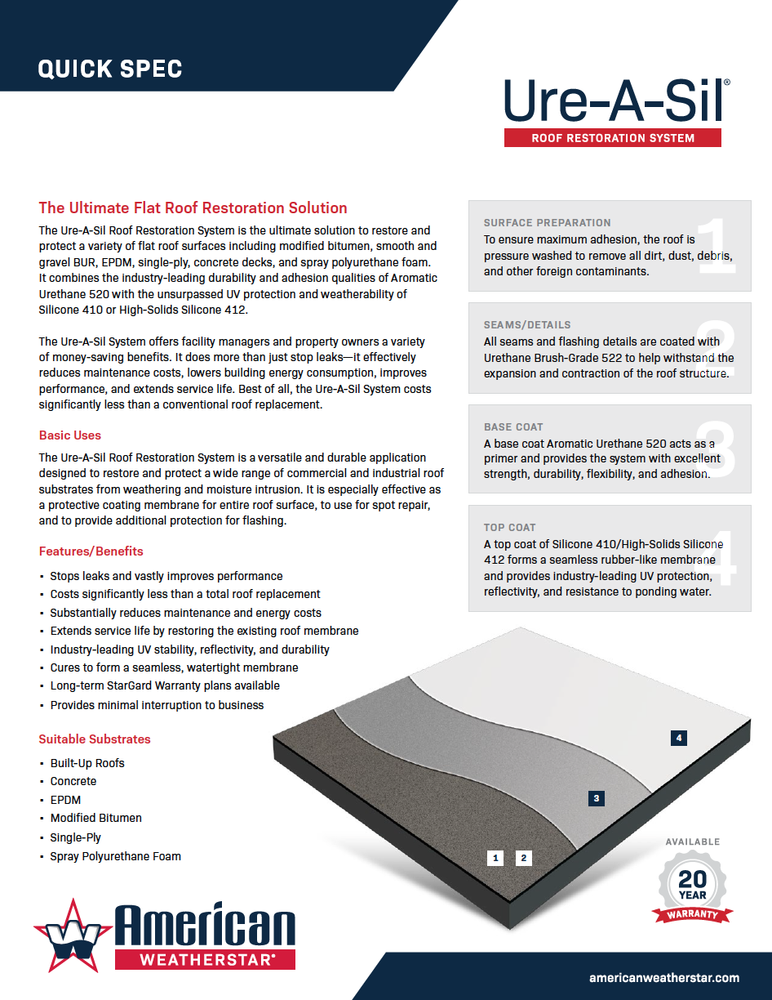 QUICK SPEC
Ure-A-Sil®
ROOF RESTORATION SYSTEM
The Ultimate Flat Roof Restoration Solution
The Ure-A-Sil Roof Restoration System is the ultimate solution to restore and
protect a variety of flat roof surfaces including modified bitumen, smooth and
gravel BUR, EPDM, single-ply, concrete decks, and spray polyurethane foam.
It combines the industry-leading durability and adhesion qualities of Aromatic
Urethane 520 with the unsurpassed UV protection and weatherability of
Silicone 410 or High-Solids Silicone 412.
The Ure-A-Sil System offers facility managers and property owners a variety
of money-saving benefits. It does more than just stop leaks—it effectively
reduces maintenance costs, lowers building energy consumption, improves
performance, and extends service life. Best of all, the Ure-A-Sil System costs
significantly less than a conventional roof replacement.
Basic Uses
The Ure-A-Sil Roof Restoration System is a versatile and durable application
designed to restore and protect a wide range of commercial and industrial roof
substrates from weathering and moisture intrusion. It is especially effective as
a protective coating membrane for entire roof surface, to use for spot repair,
and to provide additional protection for flashing.
Features/Benefits
▪ Stops leaks and vastly improves performance
▪ Costs significantly less than a total roof replacement
▪ Substantially reduces maintenance and energy costs
▪ Extends service life by restoring the existing roof membrane
▪ Industry-leading UV stability, reflectivity, and durability
▪ Cures to form a seamless, watertight membrane
▪ Long-term StarGard Warranty plans available
▪ Provides minimal interruption to business
Suitable Substrates
▪ Built-Up Roofs
▪ Concrete
▪ EPDM
▪ Modified Bitumen
▪ Single-Ply
▪ Spray Polyurethane Foam
1
SURFACE PREPARATION
To ensure maximum adhesion, the roof is
pressure washed to remove all dirt, dust, debris,
and other foreign contaminants.
2
SEAMS/DETAILS
All seams and flashing details are coated with
Urethane Brush-Grade 522 to help withstand the
expansion and contraction of the roof structure.
3
BASE COAT
A base coat Aromatic Urethane 520 acts as a
primer and provides the system with excellent
strength, durability, flexibility, and adhesion.
4
TOP COAT
A top coat of Silicone 410/High-Solids Silicone
412 forms a seamless rubber-like membrane
and provides industry-leading UV protection,
reflectivity, and resistance to ponding water.
4
3
1 2
AVAILABLE
20
YEAR
WARRANTY
W American
WEATHERSTAR®
americanweatherstar.com